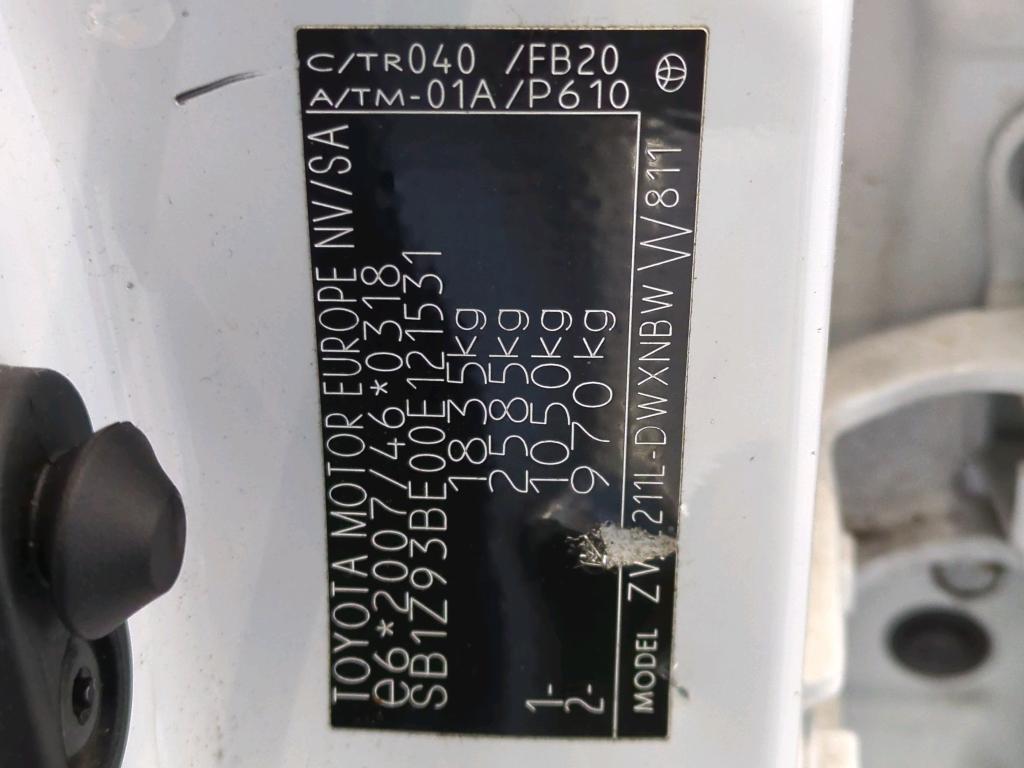 TOYOTA MOTOR EUROPE NV/SA
e6*2007/46*0318
SB1Z93BE00E121531
1835kg
2585kg
1- 1050kg
2- 970kg
MODEL 211L-DWXNBW W811
C/TR040 /FB20
A/TM-01A/P610